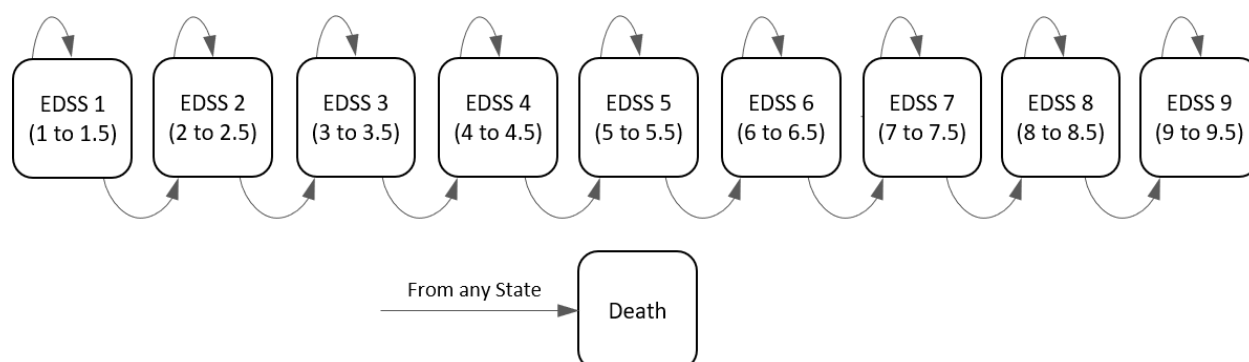 EDSS 1
(1 to 1.5)
EDSS 2
(2 to 2.5)
EDSS 3
(3 to 3.5)
EDSS 4
(4 to 4.5)
EDSS 5
(5 to 5.5)
EDSS 6
(6 to 6.5)
EDSS 7
(7 to 7.5)
EDSS 8
(8 to 8.5)
EDSS 9
(9 to 9.5)
From any State
Death